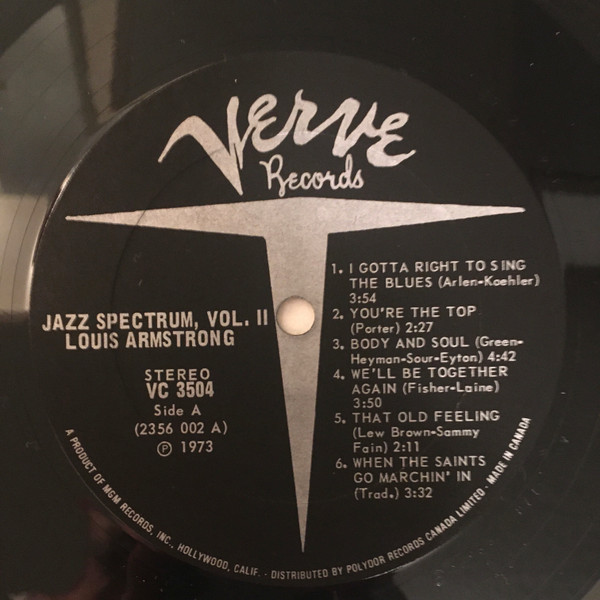 Verve
Records
JAZZ SPECTRUM, VOL. II
LOUIS ARMSTRONG
STEREO
VC 3504
Side A
(2356 002 A)
℗ 1973
1. I GOTTA RIGHT TO SING
THE BLUES (Arlen-Koehler)
3:54
2. YOU'RE THE TOP
(Porter) 2:27
3. BODY AND SOUL (Green-
Heyman-Sour-Eyton) 4:42
4. WE'LL BE TOGETHER
AGAIN (Fisher-Laine)
3:50
5. THAT OLD FEELING
(Lew Brown-Sammy
Fain) 2:11
6. WHEN THE SAINTS
GO MARCHIN' IN
(Trad.) 3:32
A PRODUCT OF MGM RECORDS, INC., HOLLYWOOD, CALIF. · DISTRIBUTED BY POLYDOR RECORDS CANADA LIMITED · MADE IN CANADA